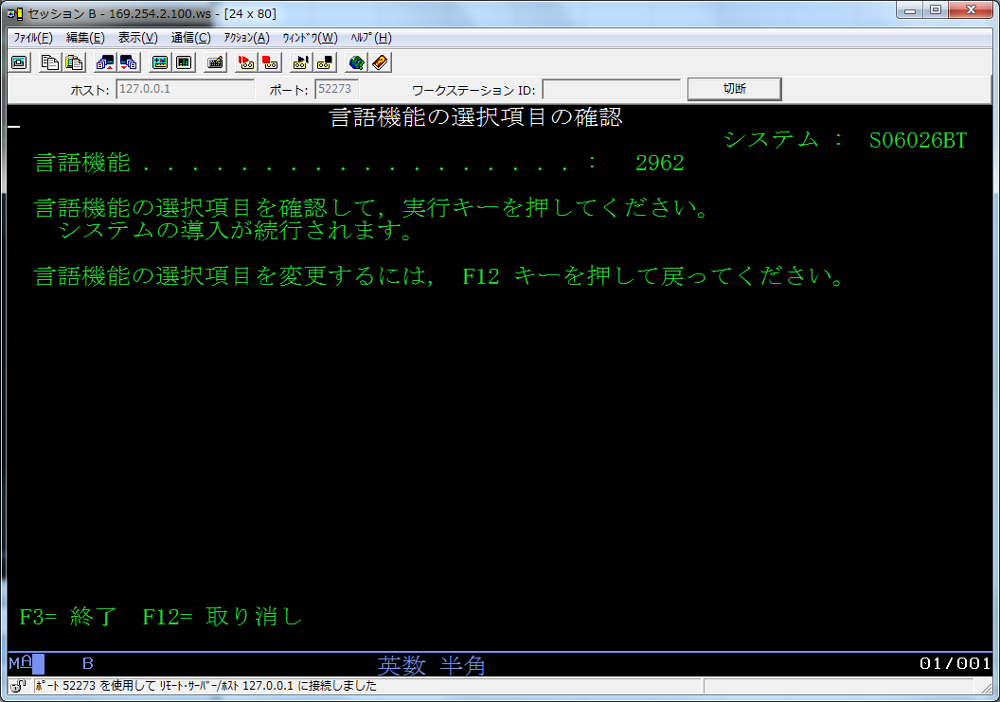 セッション B - 169.254.2.100.ws - [24 x 80]
ファイル(F) 編集(E) 表示(V) 通信(C) アクション(A) ウィンドウ(W) ヘルプ(H)
ホスト: 127.0.0.1 ポート: 52273 ワークステーション ID: 切断
言語機能の選択項目の確認
システム : S06026BT
言語機能 . . . . . . . . . . . . . . . . . . : 2962
言語機能の選択項目を確認して, 実行キーを押してください。
システムの導入が続行されます。
言語機能の選択項目を変更するには, F12 キーを押して戻ってください。
F3= 終了 F12= 取り消し
MA B 英数 半角 01/001
ポート 52273 を使用して リモート・サーバー/ホスト 127.0.0.1 に接続しました